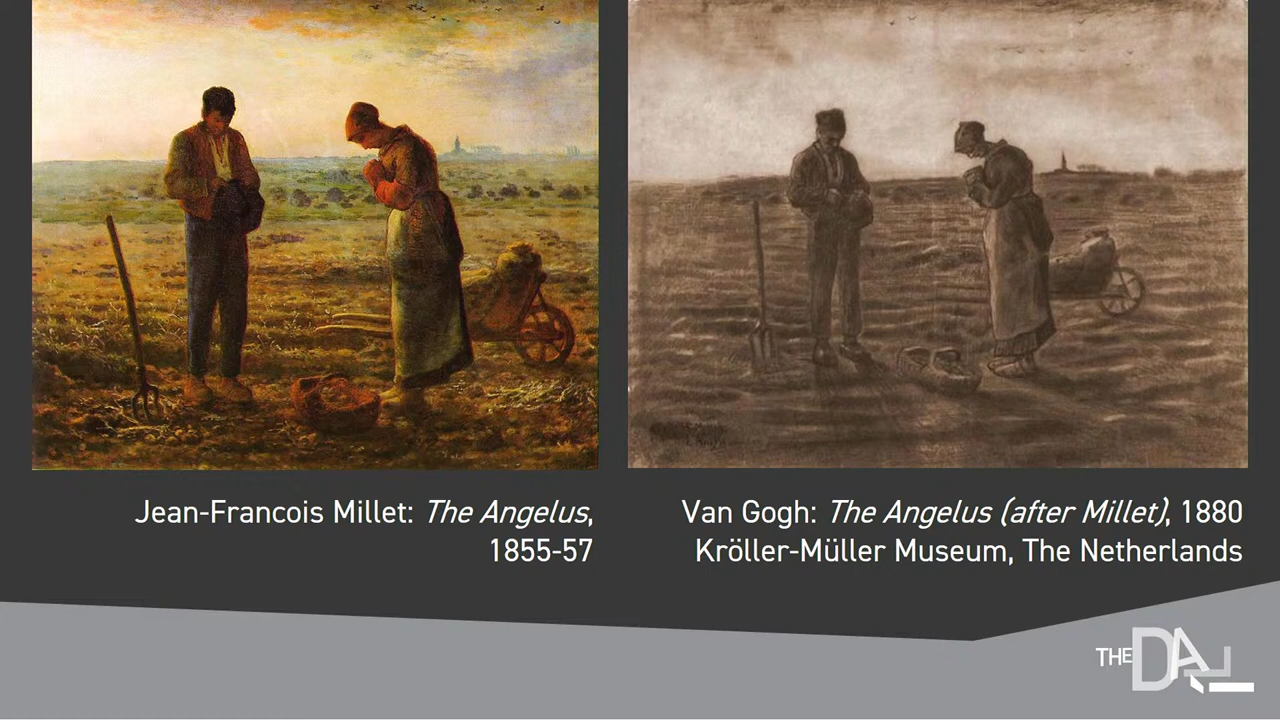 Jean-Francois Millet: The Angelus,
1855-57
Van Gogh: The Angelus (after Millet), 1880
Kröller-Müller Museum, The Netherlands
THE DALÍ